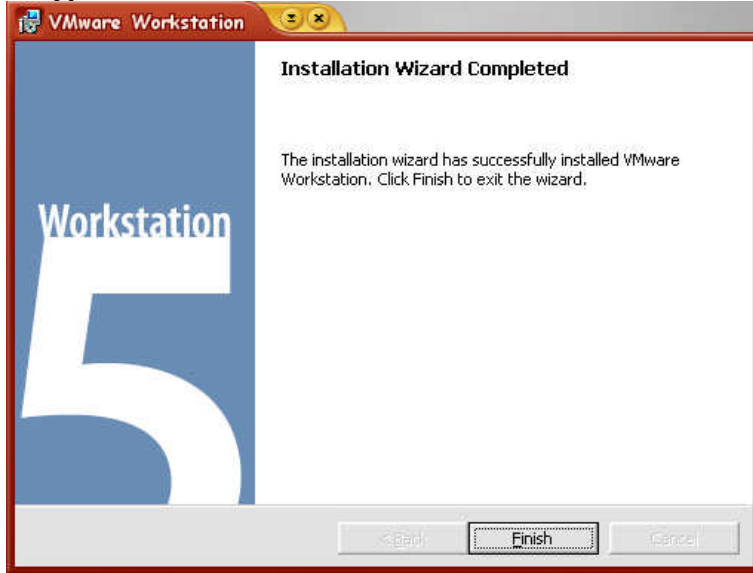 VMware Workstation
Installation Wizard Completed
The installation wizard has successfully installed VMware
Workstation. Click Finish to exit the wizard.
Workstation
5
< Back
Finish
Cancel